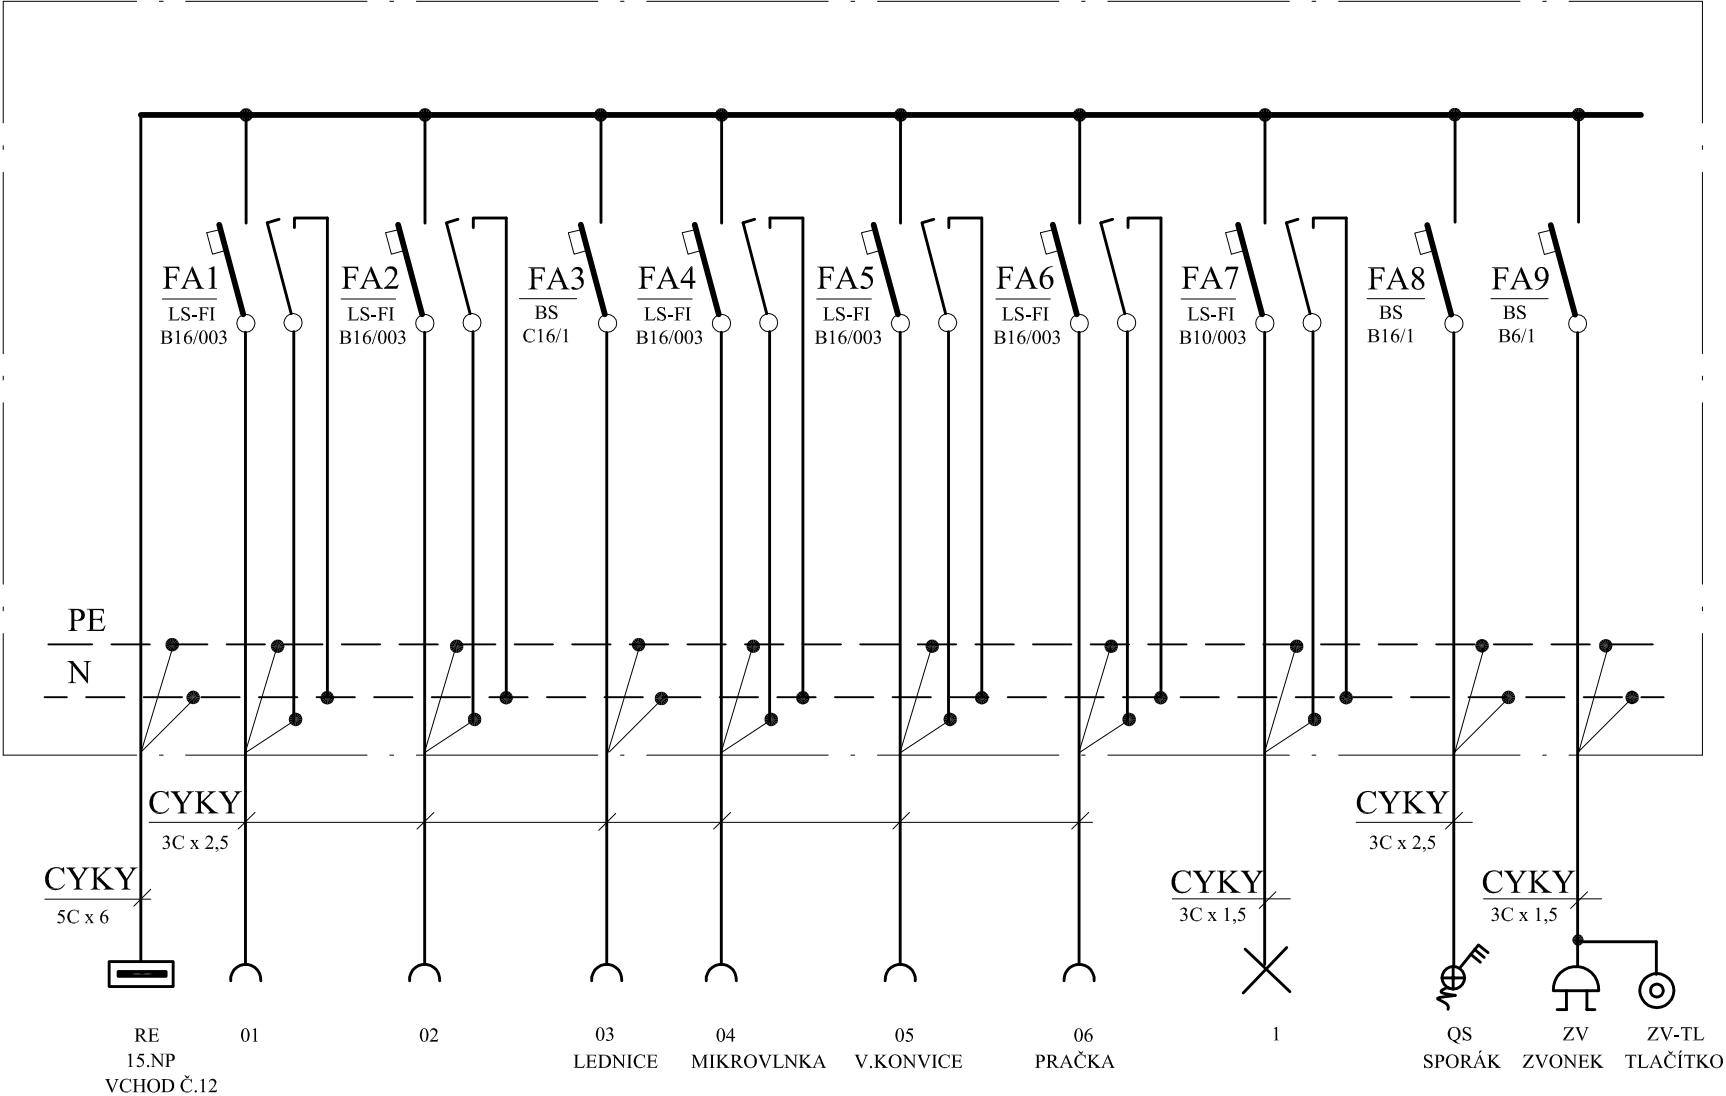 FA1
LS-FI
B16/003
FA2
LS-FI
B16/003
FA3
BS
C16/1
FA4
LS-FI
B16/003
FA5
LS-FI
B16/003
FA6
LS-FI
B16/003
FA7
LS-FI
B10/003
FA8
BS
B16/1
FA9
BS
B6/1
PE
N
CYKY
3C x 2,5
CYKY
3C x 2,5
CYKY
5C x 6
CYKY
3C x 1,5
CYKY
3C x 1,5
RE
15.NP
VCHOD Č.12
01
02
03
LEDNICE
04
MIKROVLNKA
05
V.KONVICE
06
PRAČKA
1
QS
SPORÁK
ZV
ZVONEK
ZV-TL
TLAČÍTKO